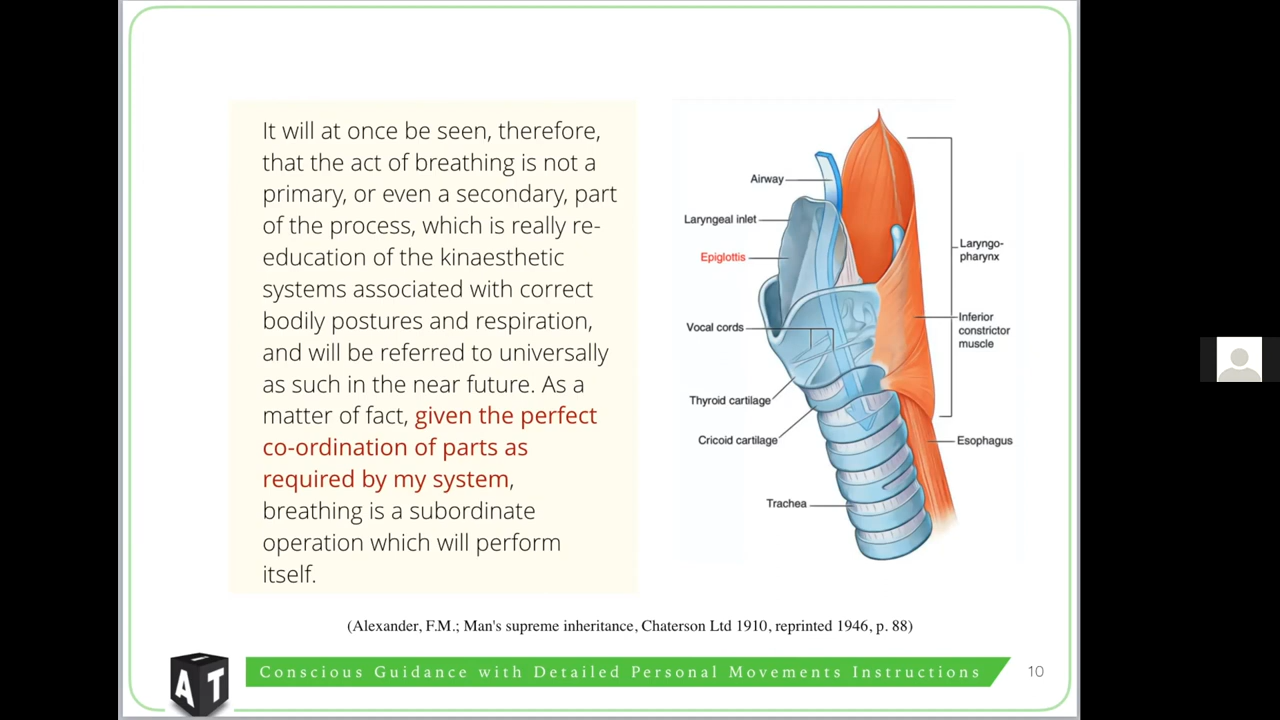 It will at once be seen, therefore,
that the act of breathing is not a
primary, or even a secondary, part
of the process, which is really re-
education of the kinaesthetic
systems associated with correct
bodily postures and respiration,
and will be referred to universally
as such in the near future. As a
matter of fact, given the perfect
co-ordination of parts as
required by my system,
breathing is a subordinate
operation which will perform
itself.
Airway
Laryngeal inlet
Epiglottis
Vocal cords
Thyroid cartilage
Cricoid cartilage
Trachea
Laryngo-
pharynx
Inferior
constrictor
muscle
Esophagus
(Alexander, F.M.; Man's supreme inheritance, Chaterson Ltd 1910, reprinted 1946, p. 88)
A T
Conscious Guidance with Detailed Personal Movements Instructions
10